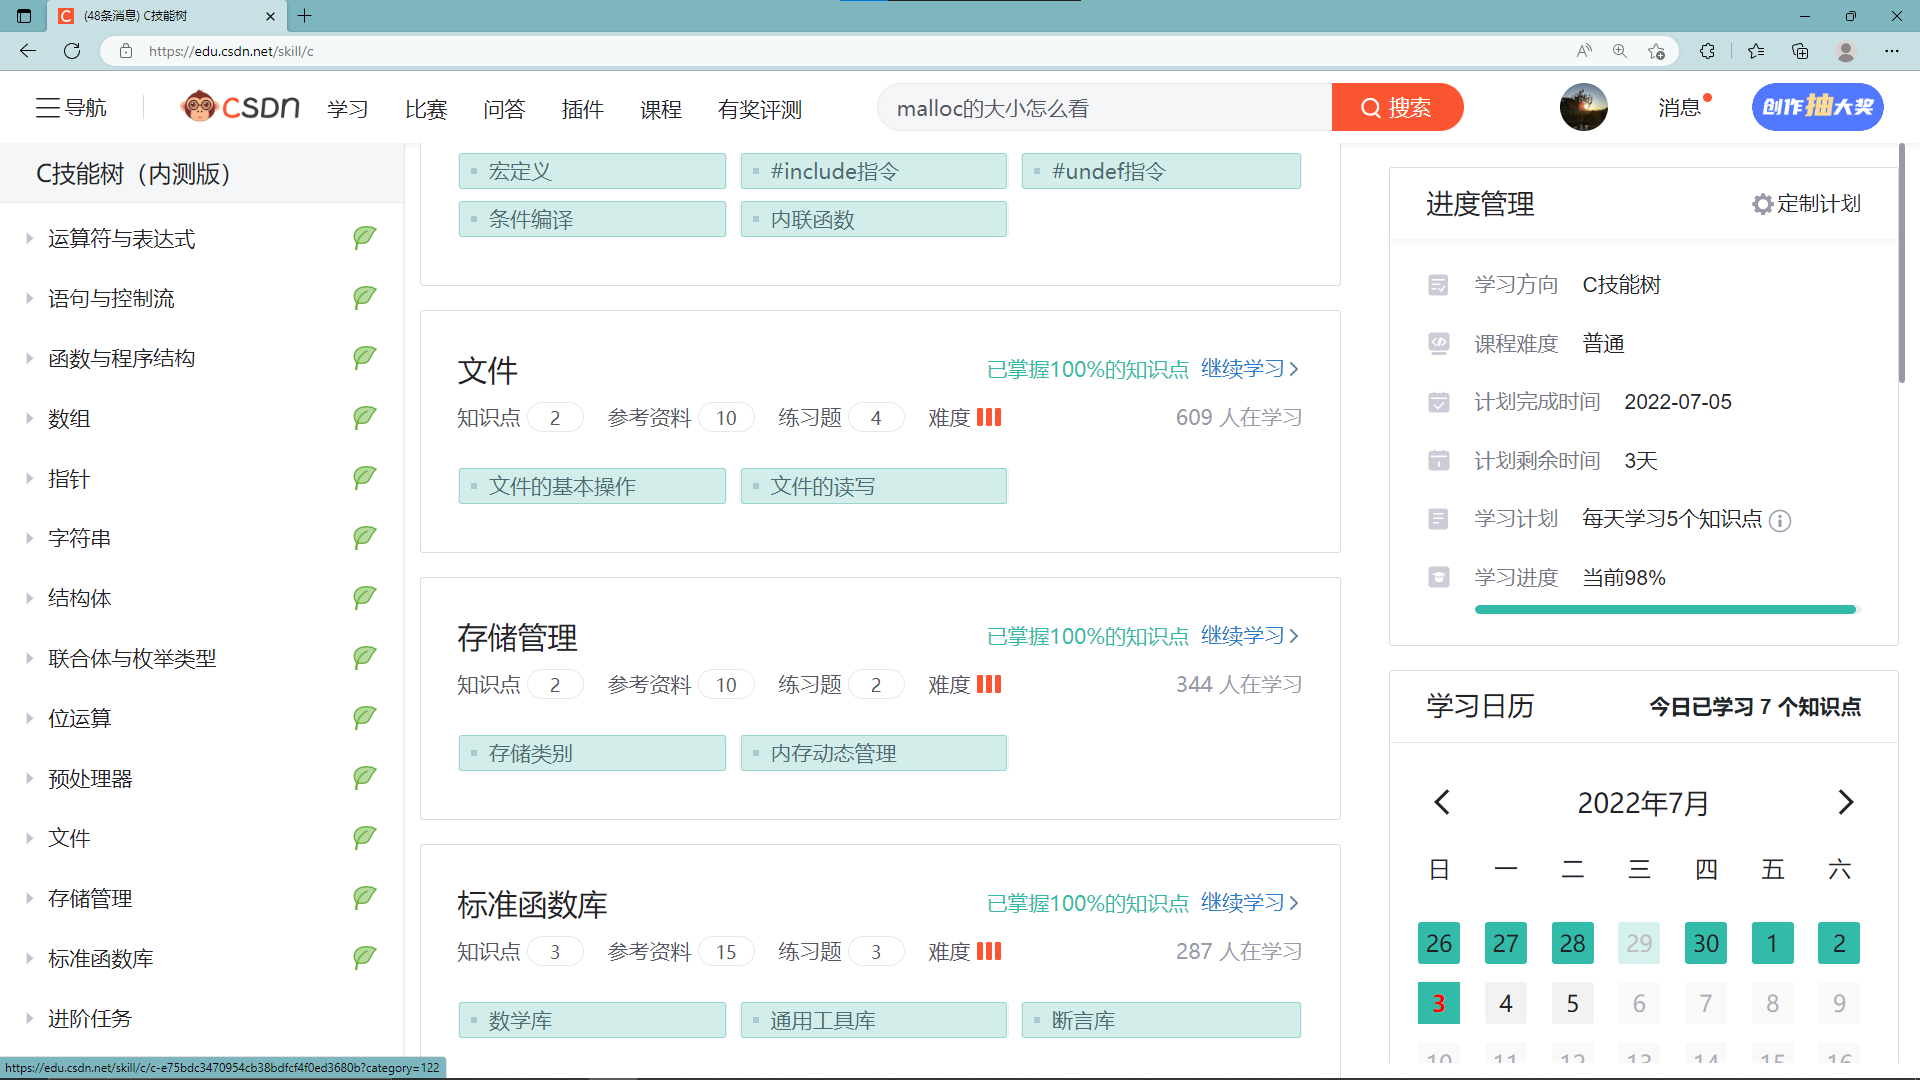 (48条消息) C技能树
https://edu.csdn.net/skill/c
导航
CSDN
学习 比赛 问答 插件 课程 有奖评测
malloc的大小怎么看
搜索
消息
创作抽大奖
C技能树（内测版）
运算符与表达式
语句与控制流
函数与程序结构
数组
指针
字符串
结构体
联合体与枚举类型
位运算
预处理器
文件
存储管理
标准函数库
进阶任务
宏定义 #include指令 #undef指令
条件编译 内联函数
文件 已掌握100%的知识点 继续学习
知识点 2 参考资料 10 练习题 4 难度 609 人在学习
文件的基本操作 文件的读写
存储管理 已掌握100%的知识点 继续学习
知识点 2 参考资料 10 练习题 2 难度 344 人在学习
存储类别 内存动态管理
标准函数库 已掌握100%的知识点 继续学习
知识点 3 参考资料 15 练习题 3 难度 287 人在学习
数学库 通用工具库 断言库
进度管理 定制计划
学习方向 C技能树
课程难度 普通
计划完成时间 2022-07-05
计划剩余时间 3天
学习计划 每天学习5个知识点
学习进度 当前98%
学习日历 今日已学习 7 个知识点
2022年7月
日 一 二 三 四 五 六
26 27 28 29 30 1 2
3 4 5 6 7 8 9
10 11 12 13 14 15 16
https://edu.csdn.net/skill/c/c-e75bdc3470954cb38bdfcf4f0ed3680b?category=122